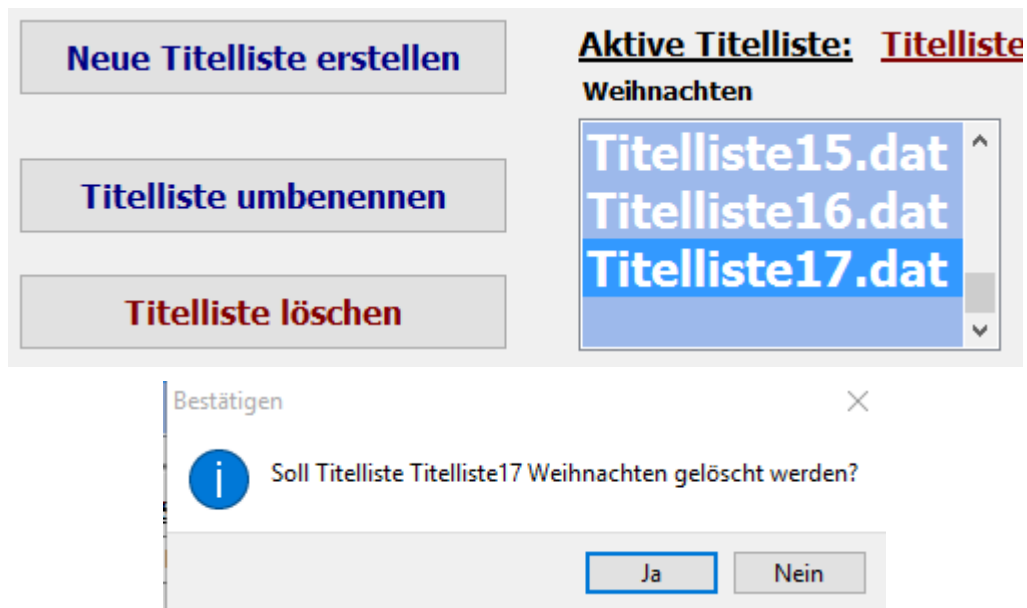 Neue Titelliste erstellen
Titelliste umbenennen
Titelliste löschen
Aktive Titelliste: Titelliste
Weihnachten
Titelliste15.dat
Titelliste16.dat
Titelliste17.dat
Bestätigen
Soll Titelliste Titelliste17 Weihnachten gelöscht werden?
Ja
Nein